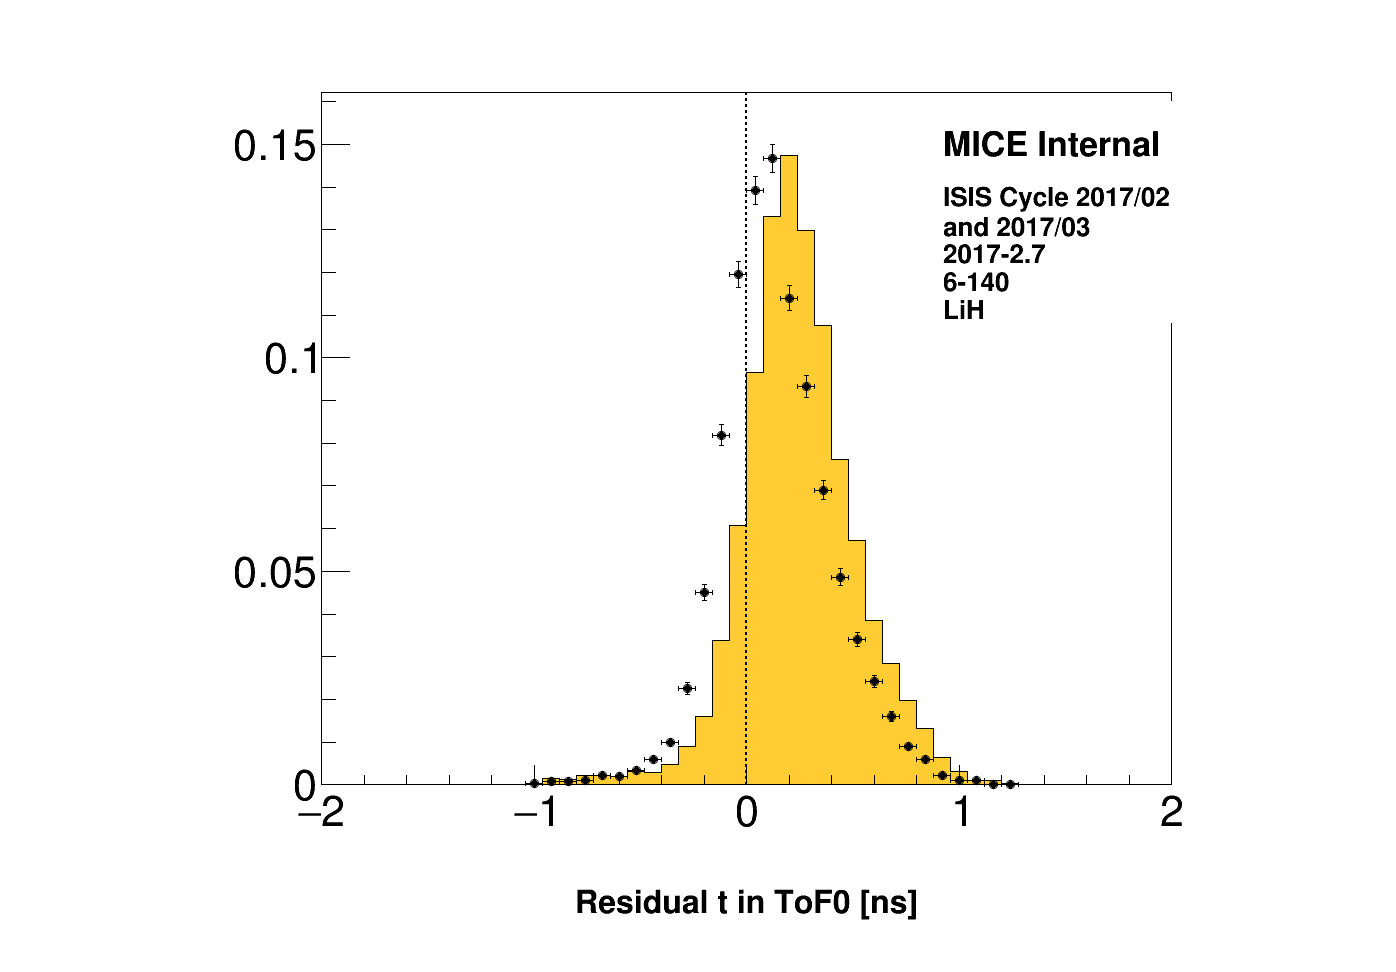 0.15
0.1
0.05
0
−2
−1
0
1
2
MICE Internal
ISIS Cycle 2017/02
and 2017/03
2017-2.7
6-140
LiH
Residual t in ToF0 [ns]